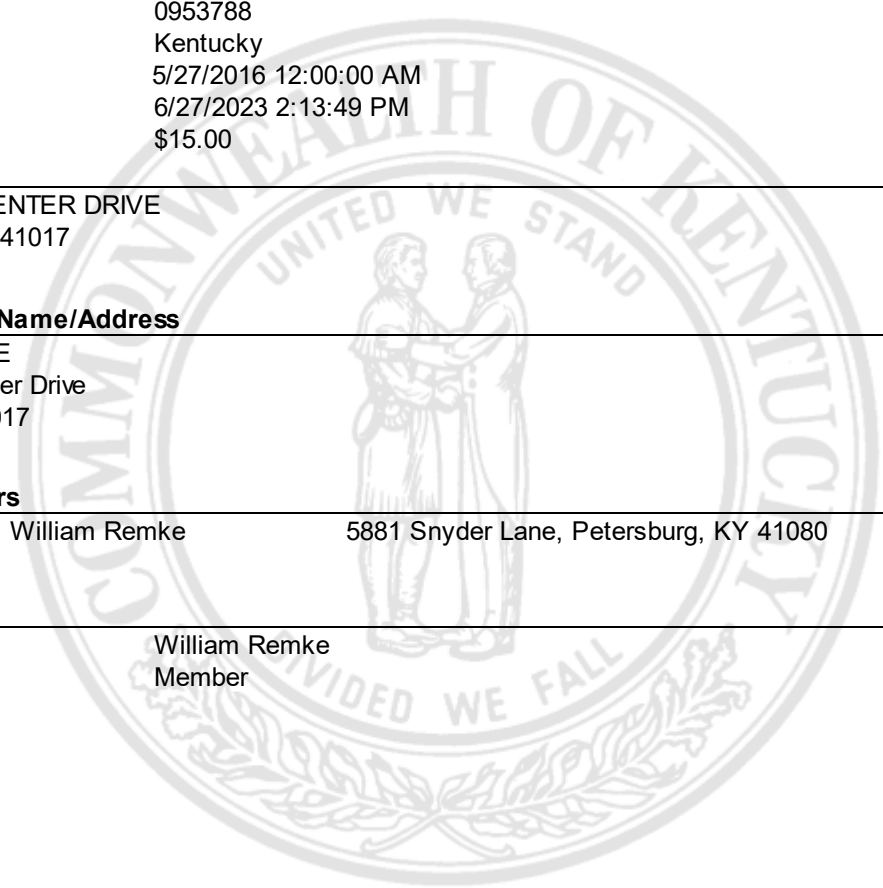 0953788
Kentucky
5/27/2016 12:00:00 AM
6/27/2023 2:13:49 PM
$15.00
ENTER DRIVE
41017
Name/Address
E
er Drive
017
rs
William Remke 5881 Snyder Lane, Petersburg, KY 41080
William Remke
Member
COMMONWEALTH OF KENTUCKY
UNITED WE STAND
DIVIDED WE FALL